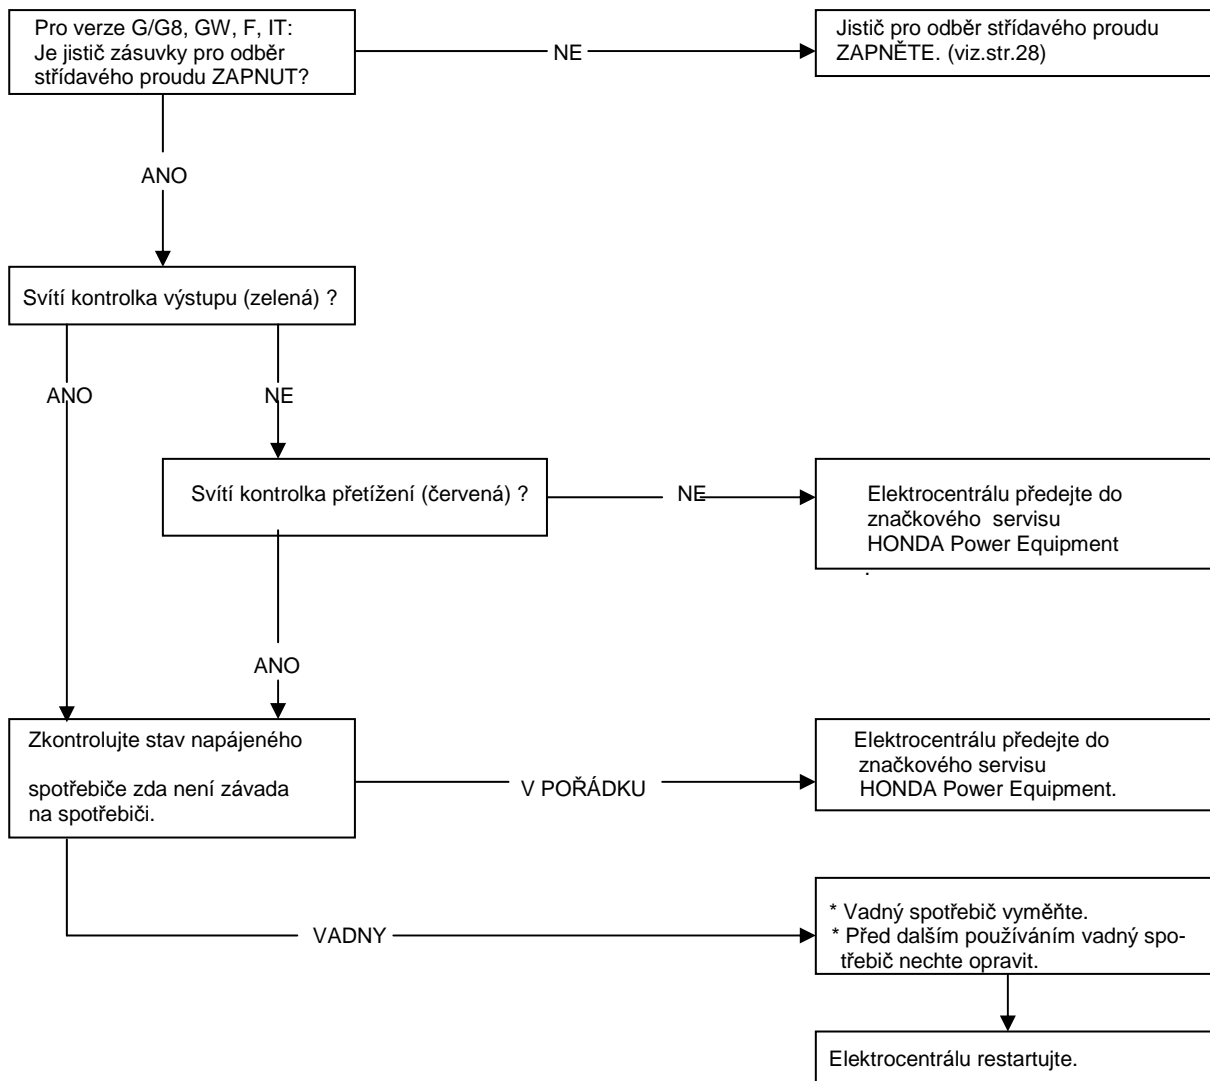 Pro verze G/G8, GW, F, IT:
Je jistič zásuvky pro odběr
střídavého proudu ZAPNUT?
NE
Jistič pro odběr střídavého proudu
ZAPNĚTE. (viz.str.28)
ANO
Svítí kontrolka výstupu (zelená) ?
ANO
NE
Svítí kontrolka přetížení (červená) ?
NE
Elektrocentrálu předejte do
značkového servisu
HONDA Power Equipment
.
ANO
Zkontrolujte stav napájeného
spotřebiče zda není závada
na spotřebiči.
V POŘÁDKU
Elektrocentrálu předejte do
značkového servisu
HONDA Power Equipment.
VADNY
* Vadný spotřebič vyměňte.
* Před dalším používáním vadný spo-
třebič nechte opravit.
Elektrocentrálu restartujte.